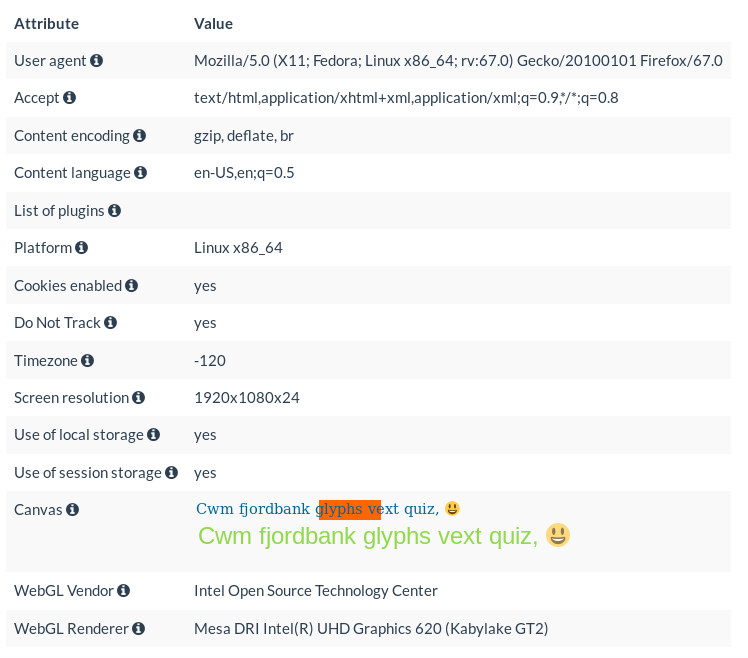 Attribute Value
User agent Mozilla/5.0 (X11; Fedora; Linux x86_64; rv:67.0) Gecko/20100101 Firefox/67.0
Accept text/html,application/xhtml+xml,application/xml;q=0.9,*/*;q=0.8
Content encoding gzip, deflate, br
Content language en-US,en;q=0.5
List of plugins
Platform Linux x86_64
Cookies enabled yes
Do Not Track yes
Timezone -120
Screen resolution 1920x1080x24
Use of local storage yes
Use of session storage yes
Canvas Cwm fjordbank glyphs vext quiz, 😃
Cwm fjordbank glyphs vext quiz, 😃
WebGL Vendor Intel Open Source Technology Center
WebGL Renderer Mesa DRI Intel(R) UHD Graphics 620 (Kabylake GT2)